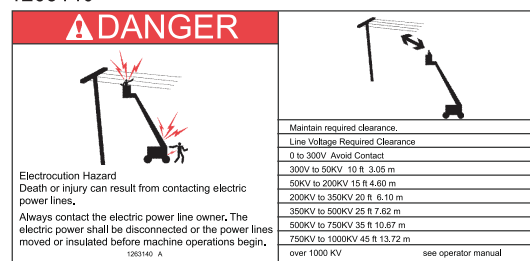 DANGER
Electrocution Hazard
Death or injury can result from contacting electric
power lines.
Always contact the electric power line owner. The
electric power shall be disconnected or the power lines
moved or insulated before machine operations begin.
1263140 A
Maintain required clearance.
Line Voltage Required Clearance
0 to 300V Avoid Contact
300V to 50KV 10 ft 3.05 m
50KV to 200KV 15 ft 4.60 m
200KV to 350KV 20 ft 6.10 m
350KV to 500KV 25 ft 7.62 m
500KV to 750KV 35 ft 10.67 m
750KV to 1000KV 45 ft 13.72 m
over 1000 KV see operator manual